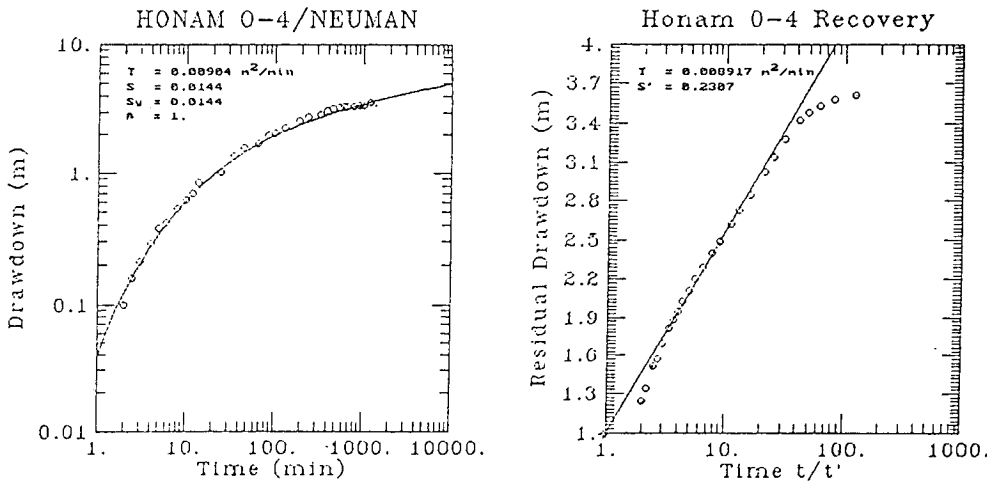 HONAM O-4/NEUMAN
10.
1.
0.1
0.01
Drawdown (m)
T = 0.00904 m²/min
S = 0.0144
Sy = 0.0144
= 1.
1. 10. 100. 1000. 10000.
Time (min)
Honam O-4 Recovery
4.
3.7
3.4
3.1
2.8
2.5
2.2
1.9
1.6
1.3
1.
Residual Drawdown (m)
T = 0.008917 m²/min
S' = 0.2307
1. 10. 100. 1000.
Time t/t'